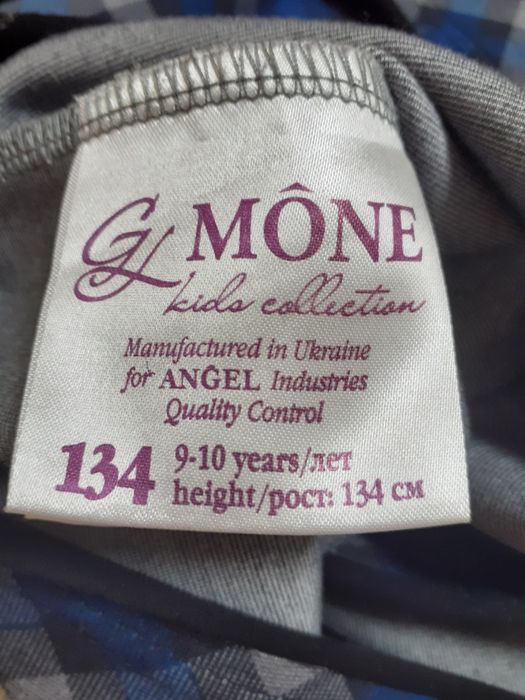 GL MÔNE
kids collection
Manufactured in Ukraine
for ANGEL Industries
Quality Control
134 9-10 years/лет
height/рост: 134 см